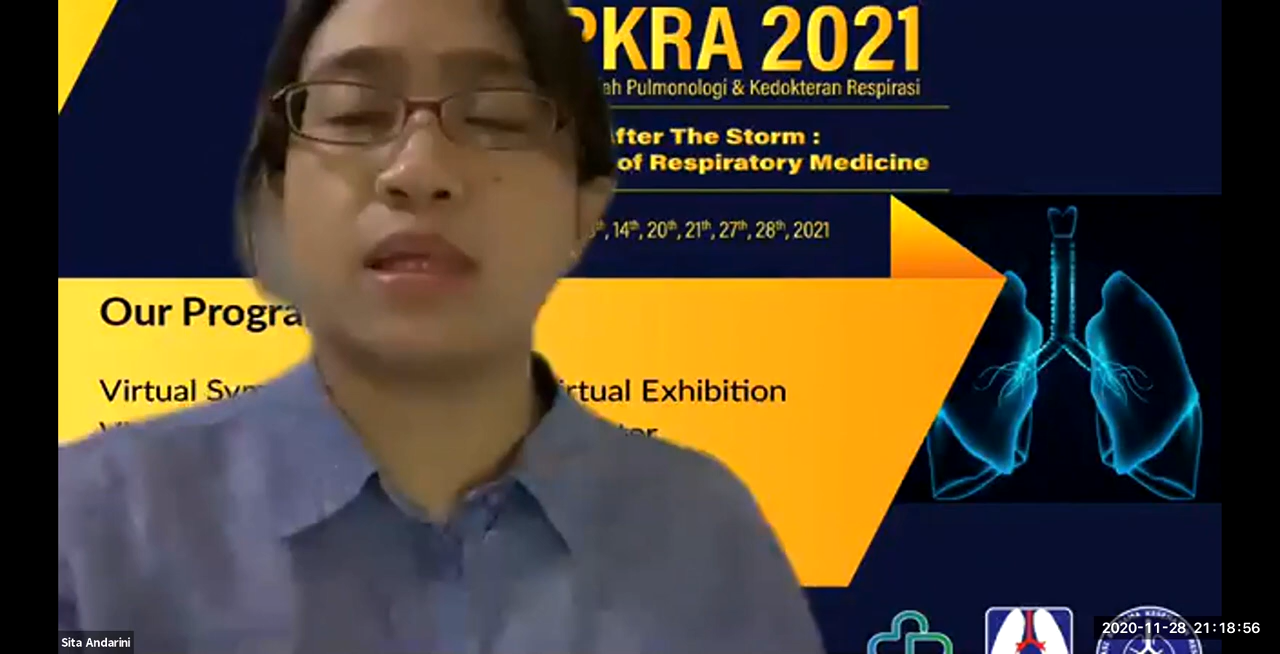 PKRA 2021
ah Pulmonologi & Kedokteran Respirasi
After The Storm :
of Respiratory Medicine
14th, 20th, 21th, 27th, 28th, 2021
Our Progra
Virtual Sym
rtual Exhibition
Sita Andarini
2020-11-28 21:18:56